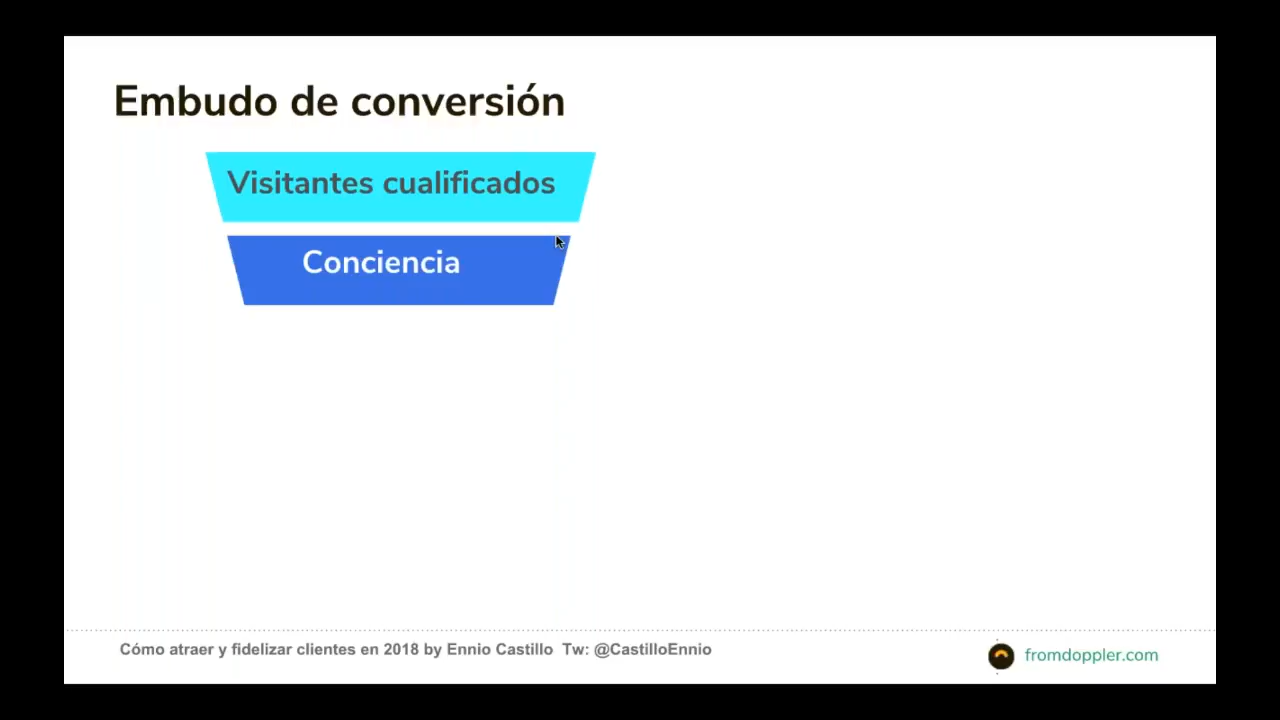 Embudo de conversión
Visitantes cualificados
Conciencia
Cómo atraer y fidelizar clientes en 2018 by Ennio Castillo Tw: @CastilloEnnio
fromdoppler.com